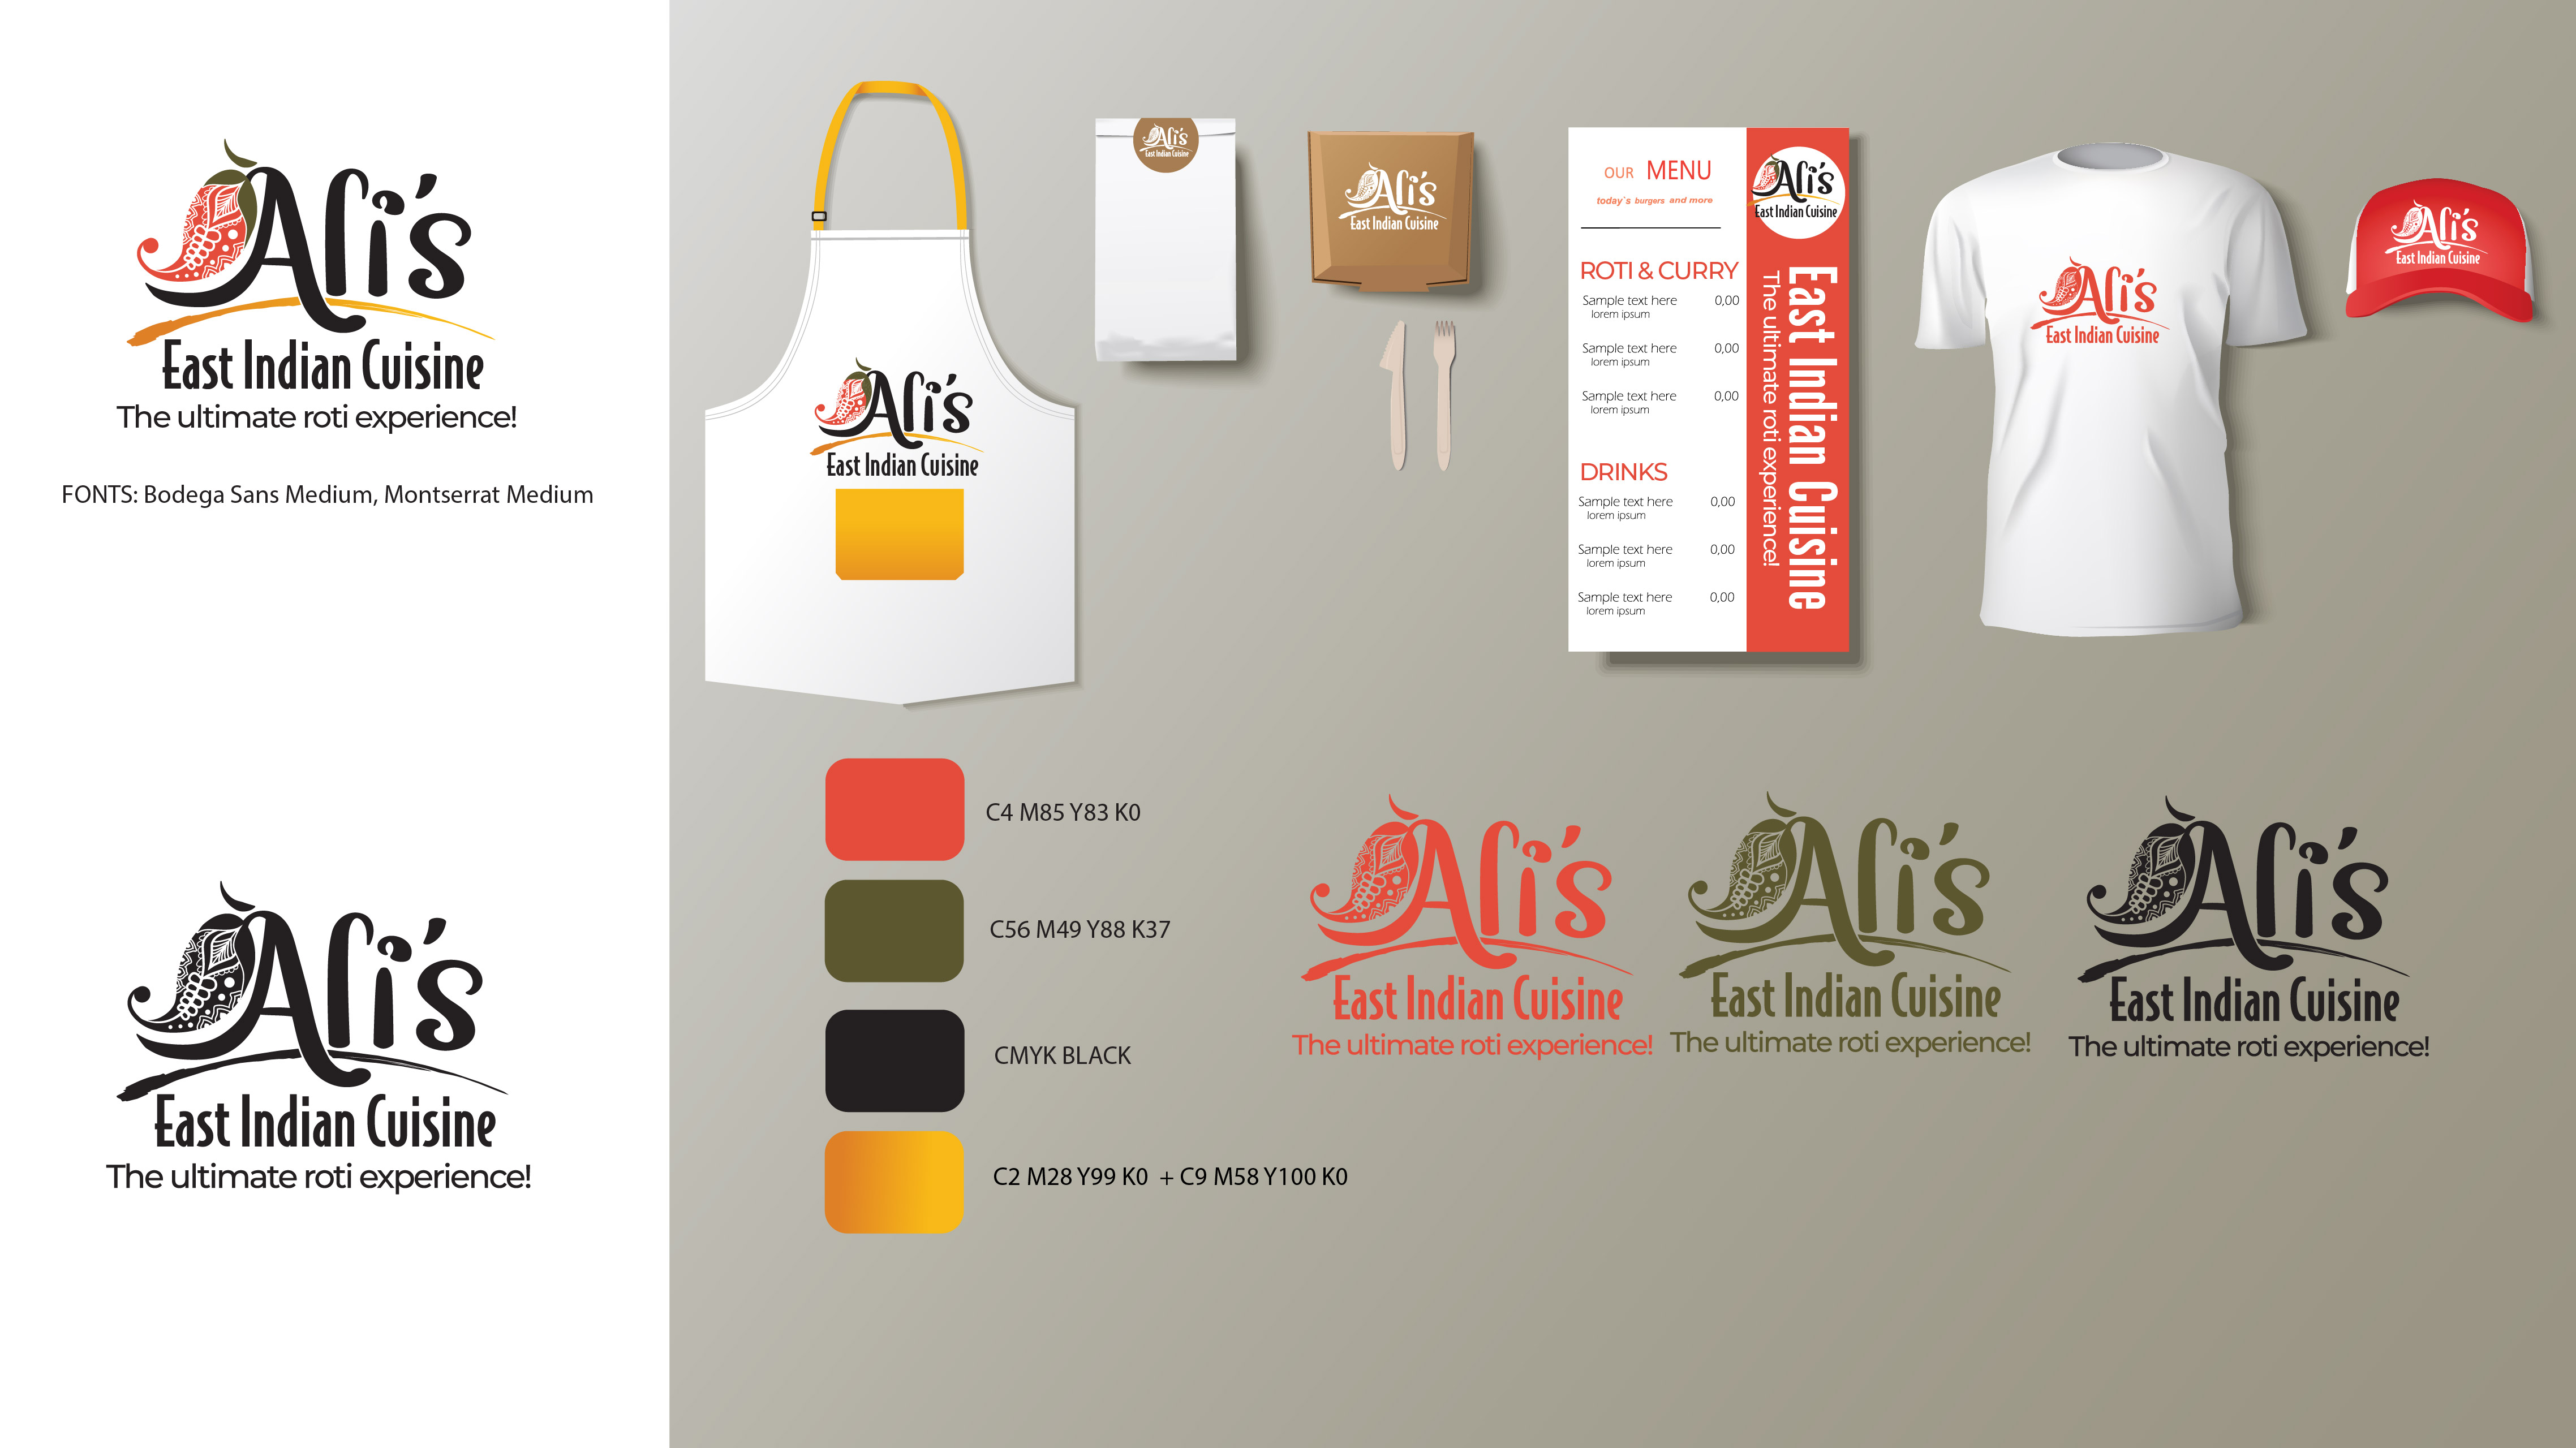 Ali's
East Indian Cuisine
The ultimate roti experience!
FONTS: Bodega Sans Medium, Montserrat Medium
Ali's
East Indian Cuisine
The ultimate roti experience!
Ali's
East Indian Cuisine
Ali's
East Indian Cuisine
Ali's
East Indian Cuisine
OUR MENU
today's burgers and more
ROTI & CURRY
Sample text here 0,00
lorem ipsum
Sample text here 0,00
lorem ipsum
Sample text here 0,00
lorem ipsum
DRINKS
Sample text here 0,00
lorem ipsum
Sample text here 0,00
lorem ipsum
Sample text here 0,00
lorem ipsum
Ali's
East Indian Cuisine
East Indian Cuisine
The ultimate roti experience!
Ali's
East Indian Cuisine
Ali's
East Indian Cuisine
C4 M85 Y83 K0
C56 M49 Y88 K37
CMYK BLACK
C2 M28 Y99 K0 + C9 M58 Y100 K0
Ali's
East Indian Cuisine
The ultimate roti experience!
Ali's
East Indian Cuisine
The ultimate roti experience!
Ali's
East Indian Cuisine
The ultimate roti experience!